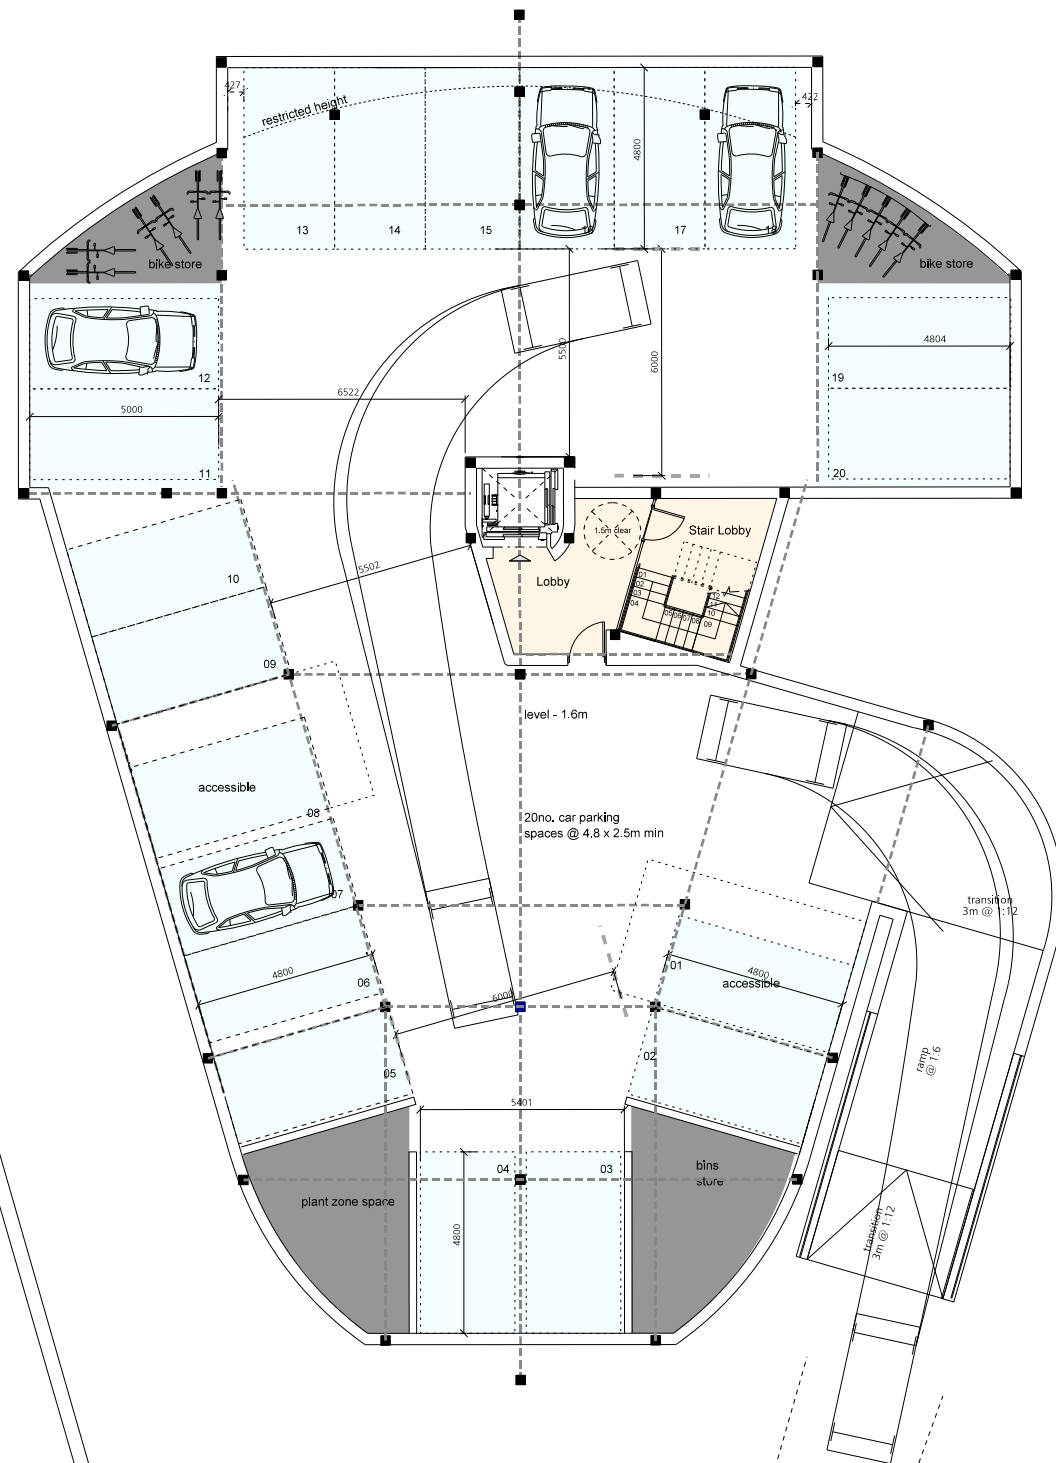 427
restricted height
422
4800
13
14
15
16
17
18
bike store
bike store
5500
6000
12
6522
5000
11
4804
19
20
1.5m clear
Stair Lobby
Lobby
01
02
03
04
05
06
07
08
09
10
11
12
5502
10
09
level - 1.6m
accessible
08
20no. car parking
spaces @ 4.8 x 2.5m min
07
transition
3m @ 1:12
4800
06
6000
01
4800
accessible
02
05
ramp
@ 1:6
5401
04
03
bins
store
plant zone space
4800
transition
3m @ 1:12